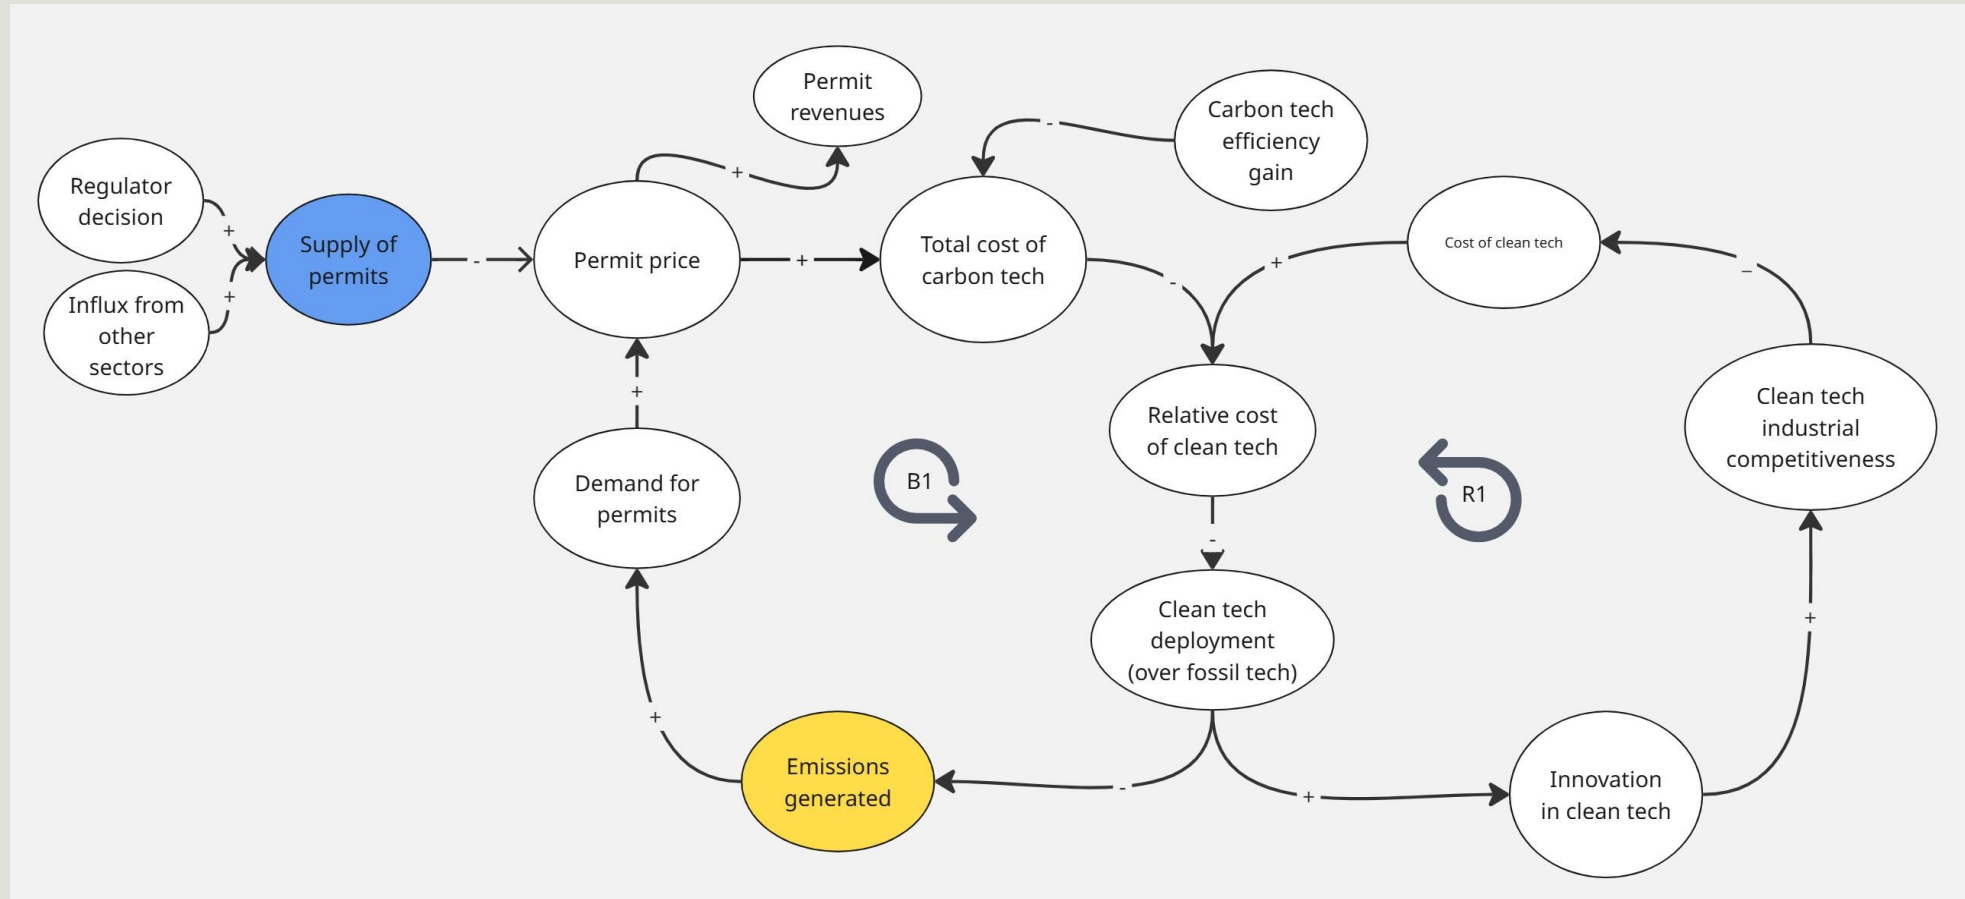 Permit
revenues
Carbon tech
efficiency
gain
Regulator
decision
Influx from
other
sectors
Supply of
permits
Permit price
Total cost of
carbon tech
Cost of clean tech
Relative cost
of clean tech
Clean tech
industrial
competitiveness
Demand for
permits
B1
R1
Clean tech
deployment
(over fossil tech)
Emissions
generated
Innovation
in clean tech
+
+
-
+
+
-
-
+
–
+
-
+
-
+
+